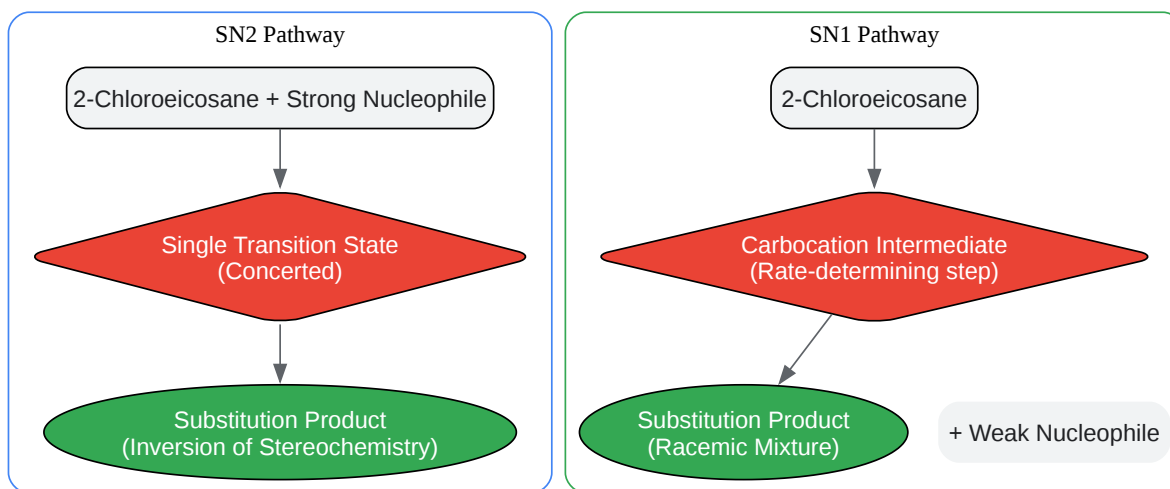 SN2 Pathway
2-Chloroeicosane + Strong Nucleophile
Single Transition State
(Concerted)
Substitution Product
(Inversion of Stereochemistry)
SN1 Pathway
2-Chloroeicosane
Carbocation Intermediate
(Rate-determining step)
Substitution Product
(Racemic Mixture)
+ Weak Nucleophile